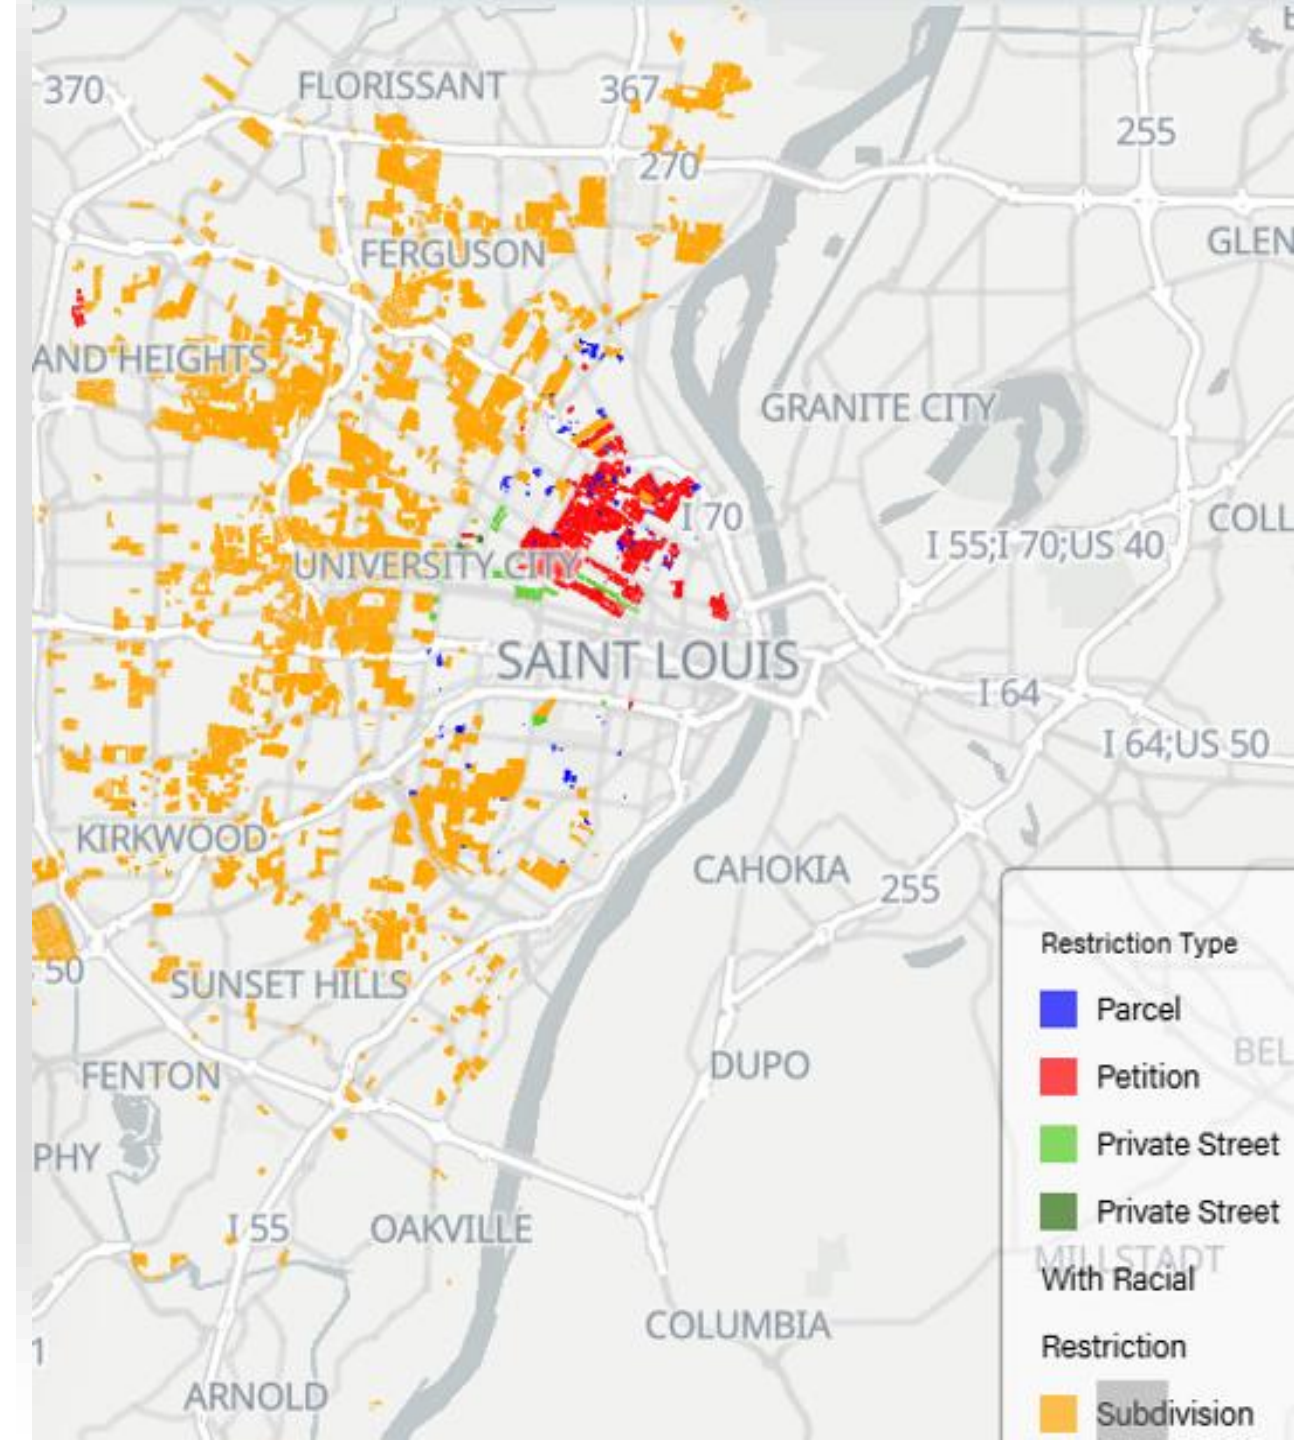 FLORISSANT
370
367
255
270
FERGUSON
GLEN
AND HEIGHTS
GRANITE CITY
I 70
COLL
I 55;I 70;US 40
UNIVERSITY CITY
SAINT LOUIS
I 64
I 64;US 50
KIRKWOOD
CAHOKIA
255
50
SUNSET HILLS
DUPO
FENTON
PHY
I 55
OAKVILLE
COLUMBIA
1
ARNOLD
Restriction Type
Parcel
BEL
Petition
Private Street
Private Street
MILLSTADT
With Racial
Restriction
Subdivision